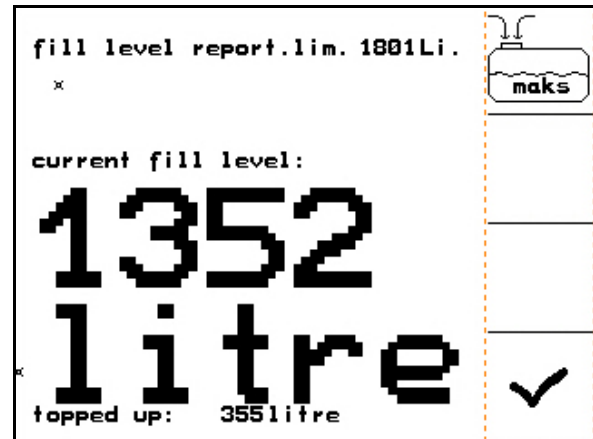 fill level report.lim. 1801Li.
maks
current fill level:
1352
litre
topped up: 355litre